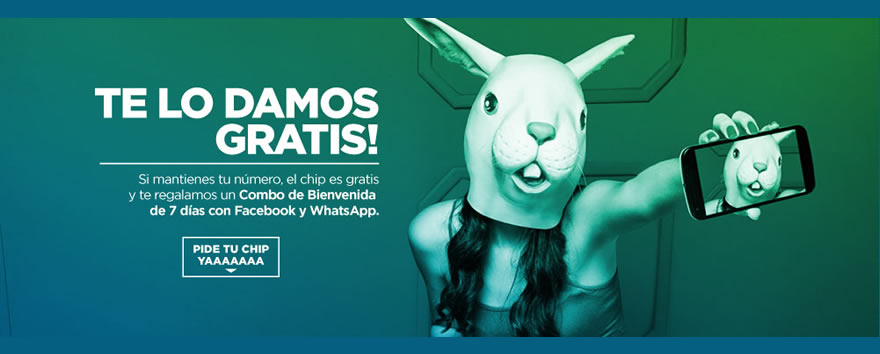 TE LO DAMOS
GRATIS!
Si mantienes tu número, el chip es gratis
y te regalamos un Combo de Bienvenida
de 7 días con Facebook y WhatsApp.
PIDE TU CHIP
YAAAAAAA